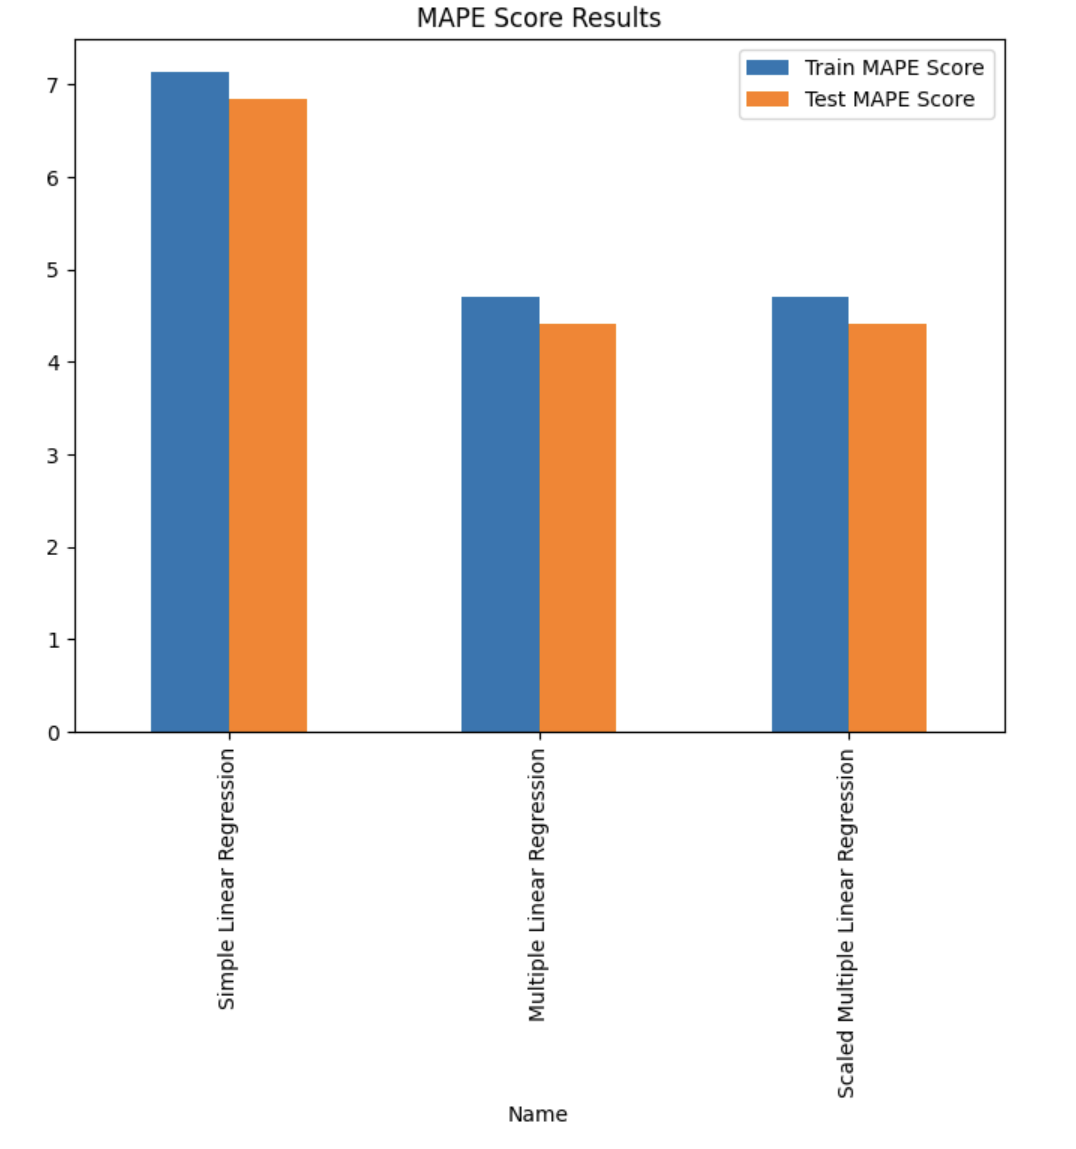 MAPE Score Results
Train MAPE Score
Test MAPE Score
7
6
5
4
3
2
1
0
Simple Linear Regression
Multiple Linear Regression
Scaled Multiple Linear Regression
Name